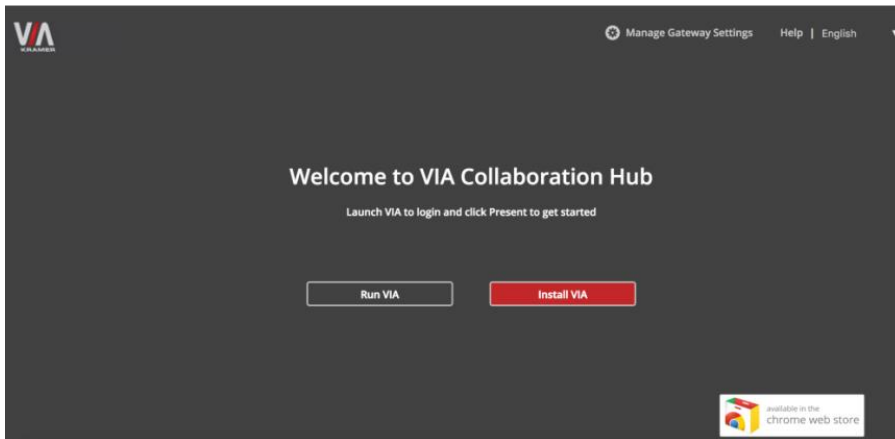 VIA
KRAMER
Manage Gateway Settings Help | English
Welcome to VIA Collaboration Hub
Launch VIA to login and click Present to get started
Run VIA Install VIA
available in the
chrome web store